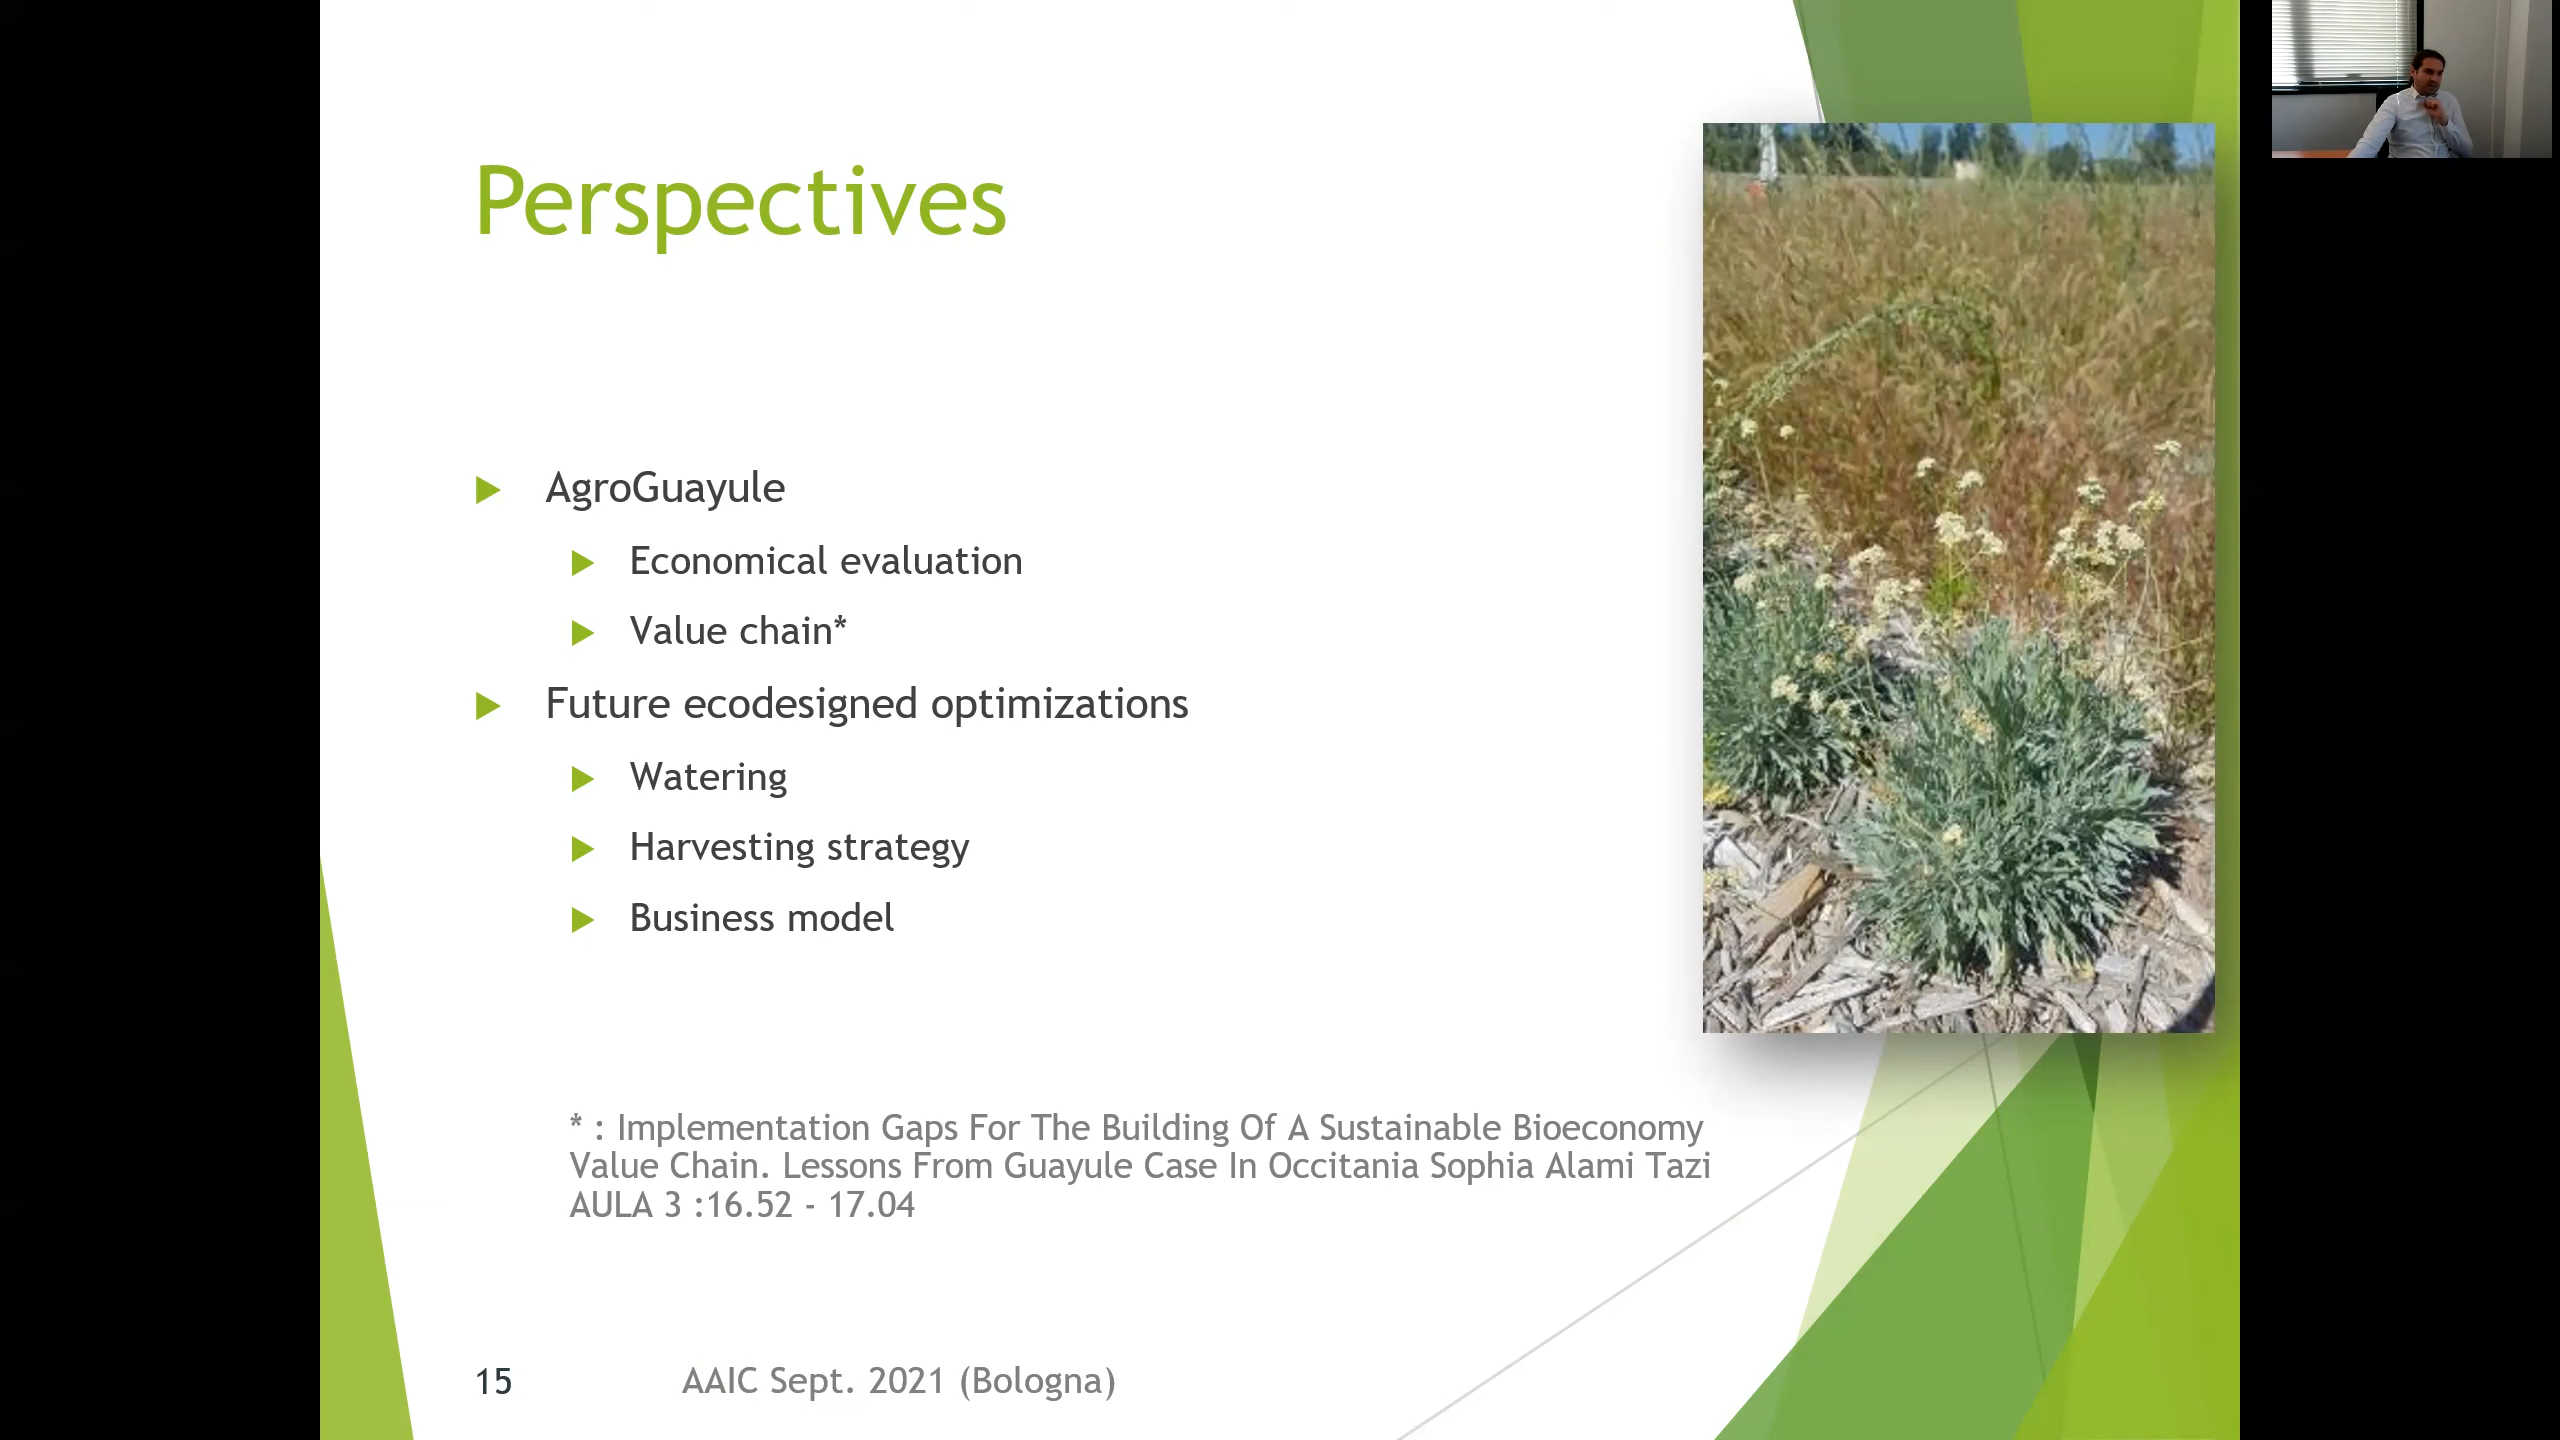 Perspectives
AgroGuayule
Economical evaluation
Value chain*
Future ecodesigned optimizations
Watering
Harvesting strategy
Business model
* : Implementation Gaps For The Building Of A Sustainable Bioeconomy
Value Chain. Lessons From Guayule Case In Occitania Sophia Alami Tazi
AULA 3 :16.52 - 17.04
15
AAIC Sept. 2021 (Bologna)